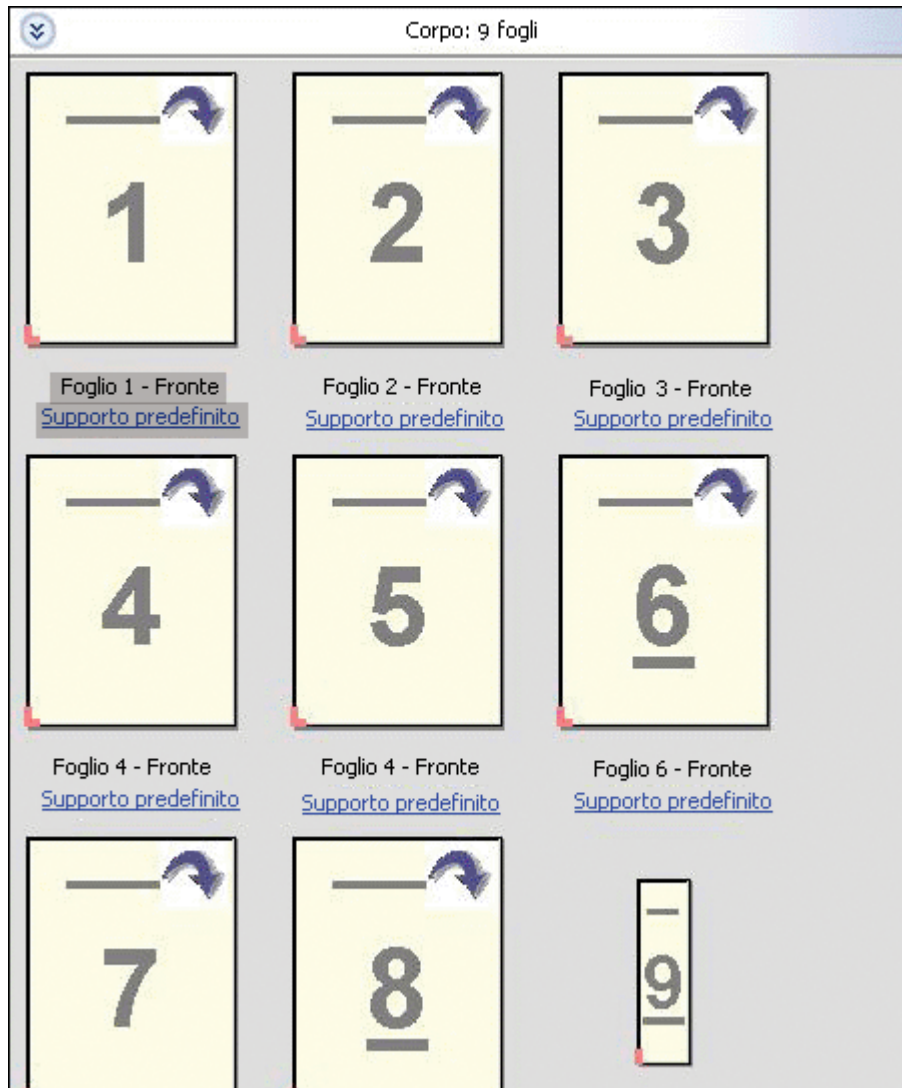 Corpo: 9 fogli
1 2 3
Foglio 1 - Fronte Foglio 2 - Fronte Foglio 3 - Fronte
Supporto predefinito Supporto predefinito Supporto predefinito
4 5 6
Foglio 4 - Fronte Foglio 4 - Fronte Foglio 6 - Fronte
Supporto predefinito Supporto predefinito Supporto predefinito
7 8 9